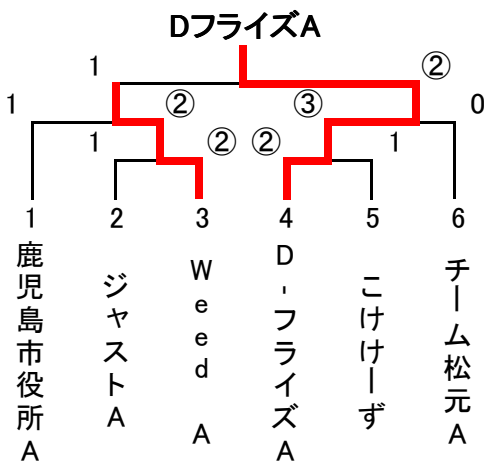 DフライズA
1 ②
1 ② ③ 0
1 ② ② 1
1 2 3 4 5 6
鹿児島市役所A
ジャストA
Weed A
D-フライズA
こけけーず
チーム松元A